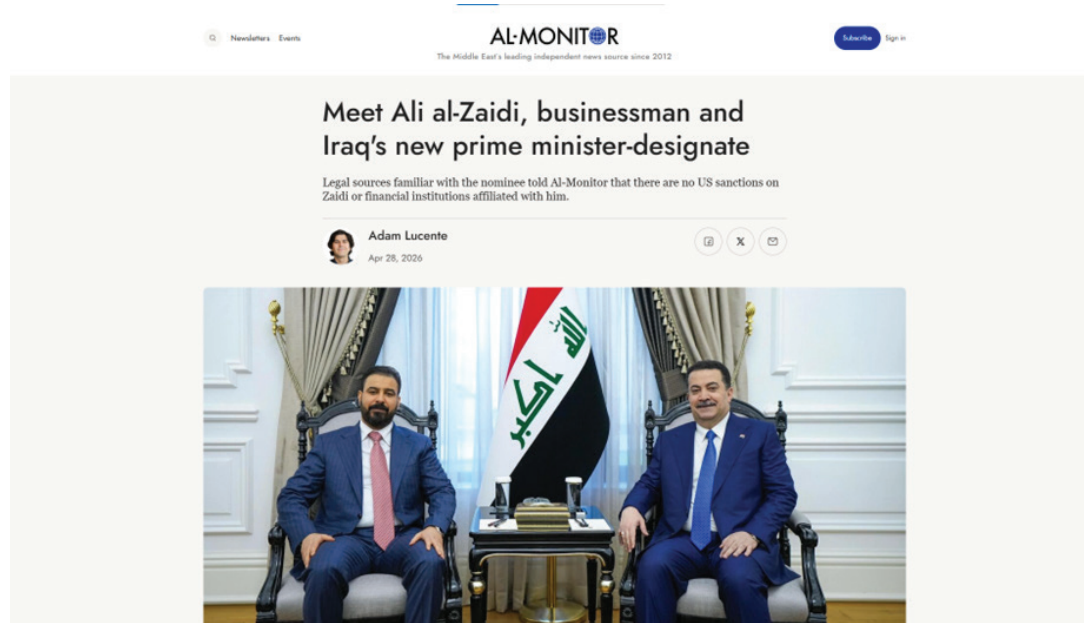 Newsletters Events
AL-MONITOR
The Middle East's leading independent news source since 2012
Subscribe Sign in
Meet Ali al-Zaidi, businessman and
Iraq's new prime minister-designate
Legal sources familiar with the nominee told Al-Monitor that there are no US sanctions on
Zaidi or financial institutions affiliated with him.
Adam Lucente
Apr 28, 2026
الله
اكبر